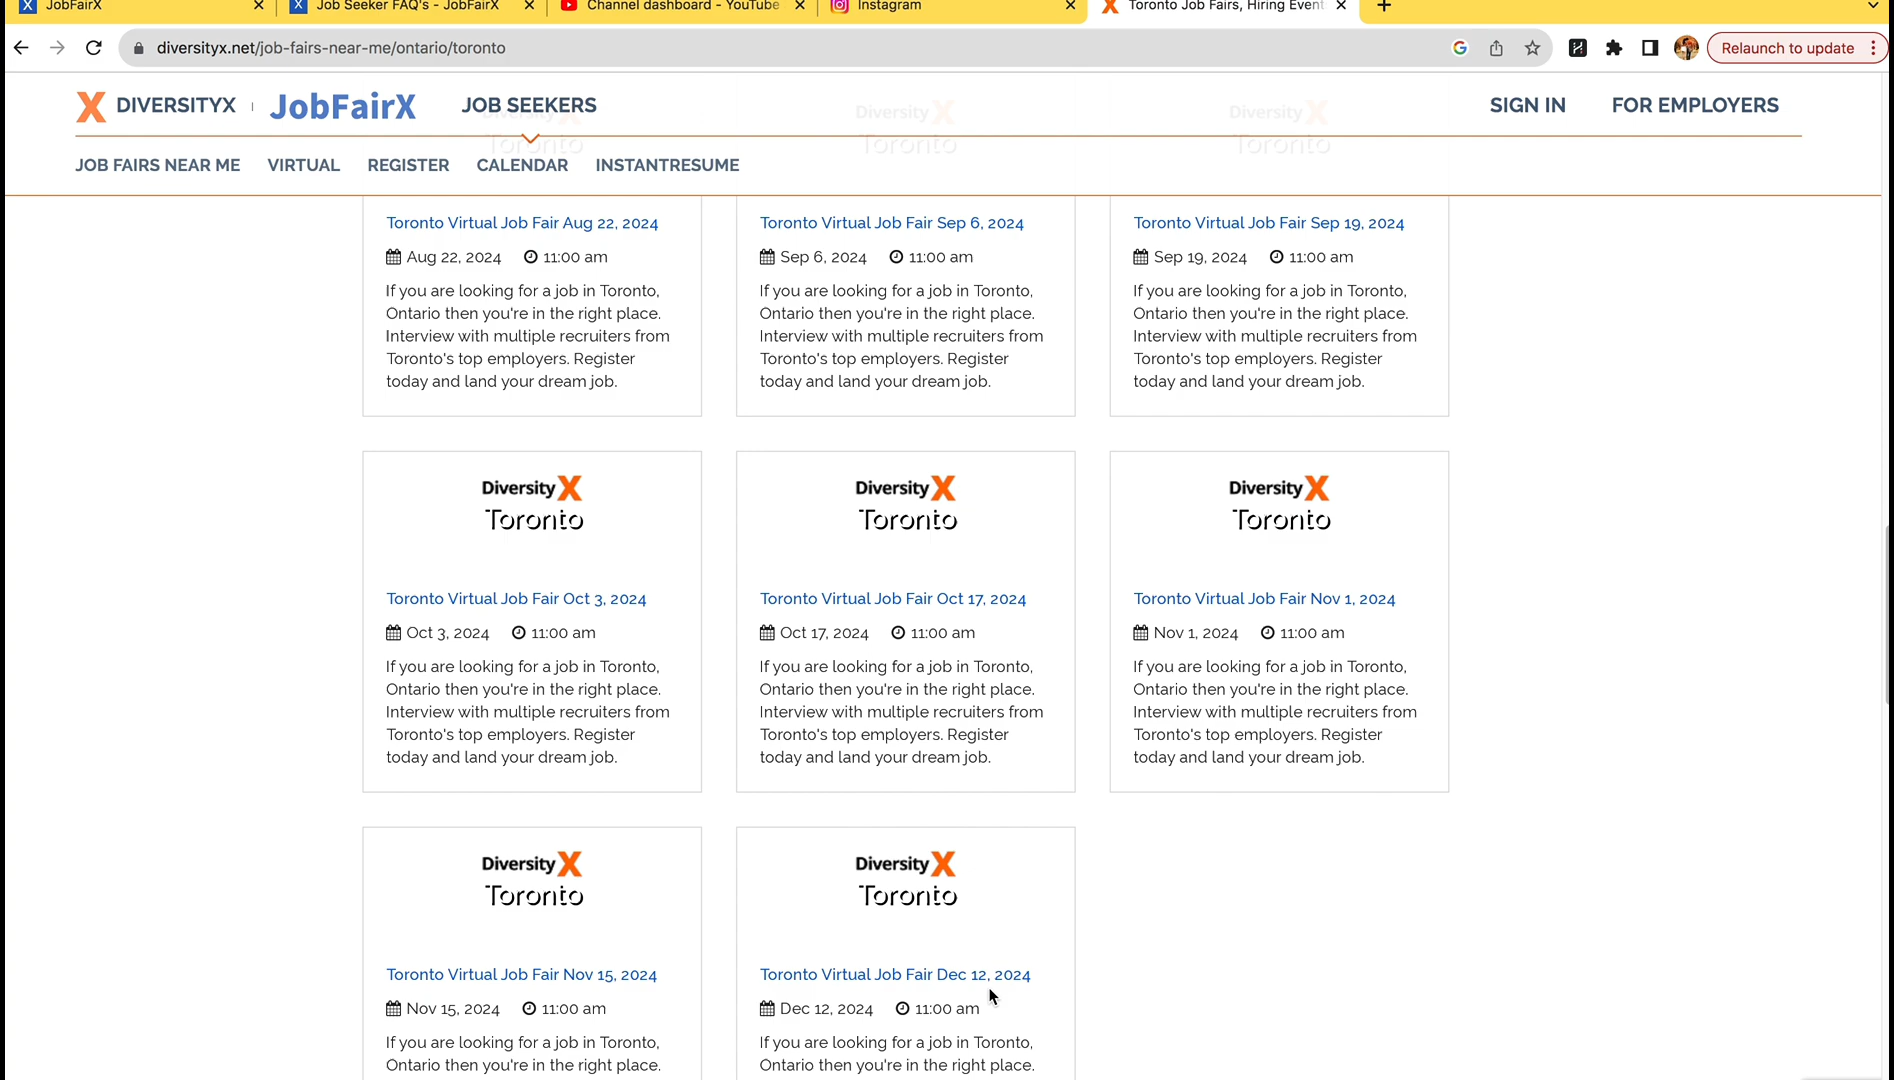 JobFairX
Job Seeker FAQ's - JobFairX
Channel dashboard - YouTube
Instagram
Toronto Job Fairs, Hiring Event
diversityx.net/job-fairs-near-me/ontario/toronto
Relaunch to update
DIVERSITYX
JobFairX
JOB SEEKERS
SIGN IN
FOR EMPLOYERS
DiversityX
Toronto
DiversityX
Toronto
DiversityX
Toronto
JOB FAIRS NEAR ME
VIRTUAL
REGISTER
CALENDAR
INSTANTRESUME
Toronto Virtual Job Fair Aug 22, 2024
Aug 22, 2024 11:00 am
If you are looking for a job in Toronto,
Ontario then you're in the right place.
Interview with multiple recruiters from
Toronto's top employers. Register
today and land your dream job.
Toronto Virtual Job Fair Sep 6, 2024
Sep 6, 2024 11:00 am
If you are looking for a job in Toronto,
Ontario then you're in the right place.
Interview with multiple recruiters from
Toronto's top employers. Register
today and land your dream job.
Toronto Virtual Job Fair Sep 19, 2024
Sep 19, 2024 11:00 am
If you are looking for a job in Toronto,
Ontario then you're in the right place.
Interview with multiple recruiters from
Toronto's top employers. Register
today and land your dream job.
DiversityX
Toronto
Toronto Virtual Job Fair Oct 3, 2024
Oct 3, 2024 11:00 am
If you are looking for a job in Toronto,
Ontario then you're in the right place.
Interview with multiple recruiters from
Toronto's top employers. Register
today and land your dream job.
DiversityX
Toronto
Toronto Virtual Job Fair Oct 17, 2024
Oct 17, 2024 11:00 am
If you are looking for a job in Toronto,
Ontario then you're in the right place.
Interview with multiple recruiters from
Toronto's top employers. Register
today and land your dream job.
DiversityX
Toronto
Toronto Virtual Job Fair Nov 1, 2024
Nov 1, 2024 11:00 am
If you are looking for a job in Toronto,
Ontario then you're in the right place.
Interview with multiple recruiters from
Toronto's top employers. Register
today and land your dream job.
DiversityX
Toronto
Toronto Virtual Job Fair Nov 15, 2024
Nov 15, 2024 11:00 am
If you are looking for a job in Toronto,
Ontario then you're in the right place.
DiversityX
Toronto
Toronto Virtual Job Fair Dec 12, 2024
Dec 12, 2024 11:00 am
If you are looking for a job in Toronto,
Ontario then you're in the right place.